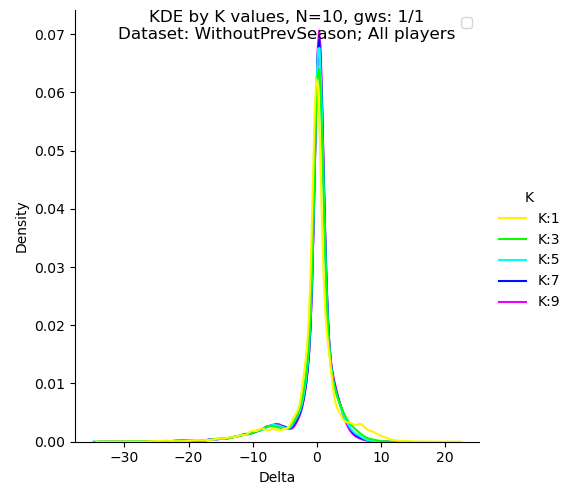 KDE by K values, N=10, gws: 1/1
Dataset: WithoutPrevSeason; All players
0.07
0.06
0.05
0.04
0.03
0.02
0.01
0.00
Density
−30
−20
−10
0
10
20
Delta
K
K:1
K:3
K:5
K:7
K:9